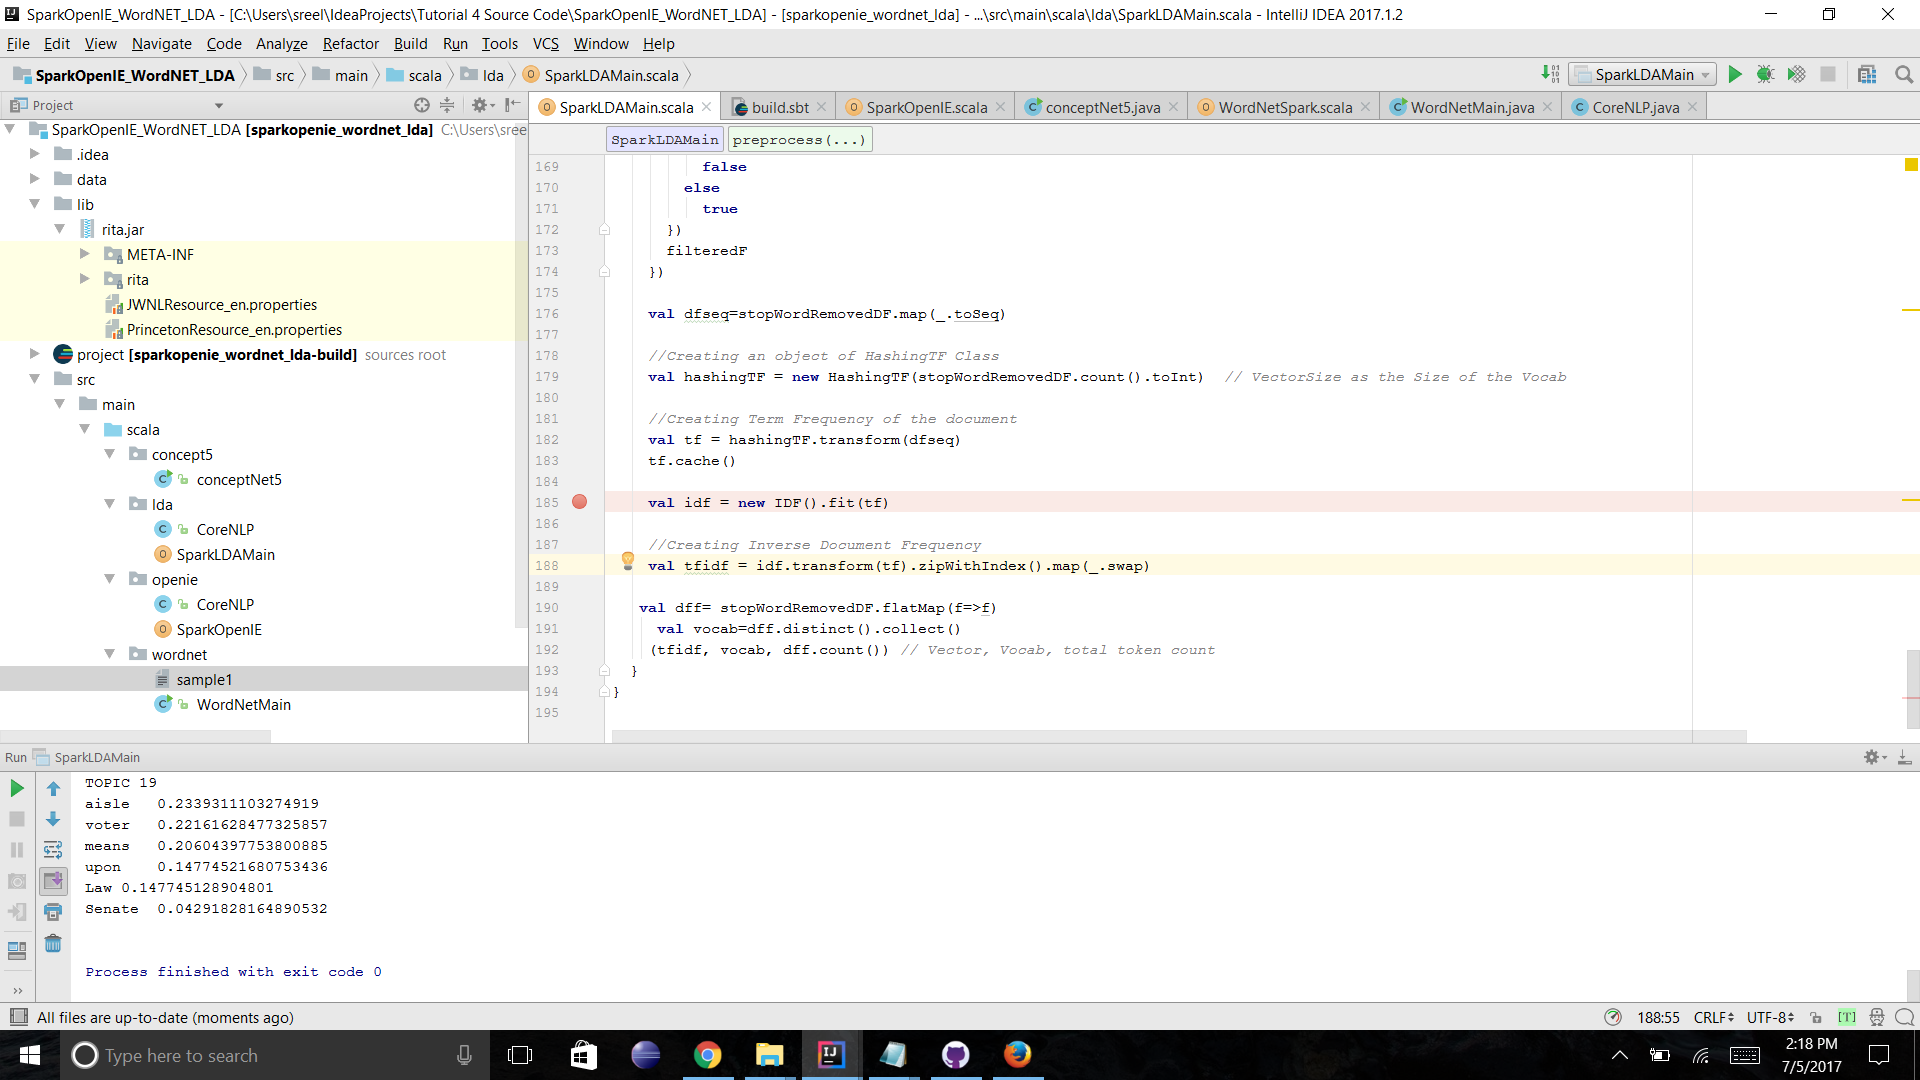 SparkOpenIE_WordNET_LDA - [C:\Users\sreel\IdeaProjects\Tutorial 4 Source Code\SparkOpenIE_WordNET_LDA] - [sparkopenie_wordnet_lda] - ...\src\main\scala\lda\SparkLDAMain.scala - IntelliJ IDEA 2017.1.2
File Edit View Navigate Code Analyze Refactor Build Run Tools VCS Window Help
SparkOpenIE_WordNET_LDA src main scala lda SparkLDAMain.scala SparkLDAMain
Project
SparkLDAMain.scala build.sbt SparkOpenIE.scala conceptNet5.java WordNetSpark.scala WordNetMain.java CoreNLP.java
SparkOpenIE_WordNET_LDA [sparkopenie_wordnet_lda] C:\Users\sree
.idea
data
lib
rita.jar
META-INF
rita
JWNLResource_en.properties
PrincetonResource_en.properties
project [sparkopenie_wordnet_lda-build] sources root
src
main
scala
concept5
conceptNet5
lda
CoreNLP
SparkLDAMain
openie
CoreNLP
SparkOpenIE
wordnet
sample1
WordNetMain
SparkLDAMain preprocess(...)
169 false
170 else
171 true
172 })
173 filteredF
174 })
175
176 val dfseq=stopWordRemovedDF.map(_.toSeq)
177
178 //Creating an object of HashingTF Class
179 val hashingTF = new HashingTF(stopWordRemovedDF.count().toInt) // VectorSize as the Size of the Vocab
180
181 //Creating Term Frequency of the document
182 val tf = hashingTF.transform(dfseq)
183 tf.cache()
184
185 val idf = new IDF().fit(tf)
186
187 //Creating Inverse Document Frequency
188 val tfidf = idf.transform(tf).zipWithIndex().map(_.swap)
189
190 val dff= stopWordRemovedDF.flatMap(f=>f)
191 val vocab=dff.distinct().collect()
192 (tfidf, vocab, dff.count()) // Vector, Vocab, total token count
193 }
194 }
195
Run SparkLDAMain
TOPIC 19
aisle 0.2339311103274919
voter 0.22161628477325857
means 0.20604397753800885
upon 0.14774521680753436
Law 0.147745128904801
Senate 0.04291828164890532
Process finished with exit code 0
All files are up-to-date (moments ago) 188:55 CRLF UTF-8 [T]
Type here to search
2:18 PM
7/5/2017